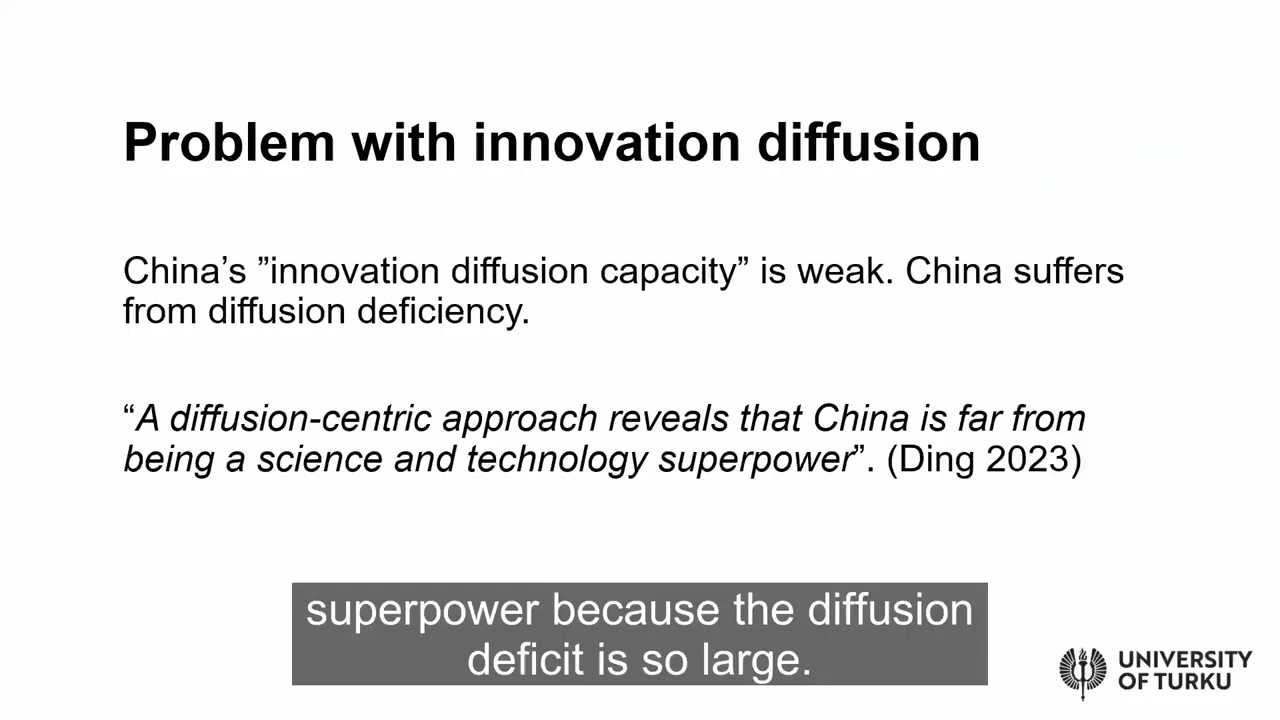 Problem with innovation diffusion
China’s ”innovation diffusion capacity” is weak. China suffers
from diffusion deficiency.
“A diffusion-centric approach reveals that China is far from
being a science and technology superpower”. (Ding 2023)
superpower because the diffusion
deficit is so large.
UNIVERSITY
OF TURKU